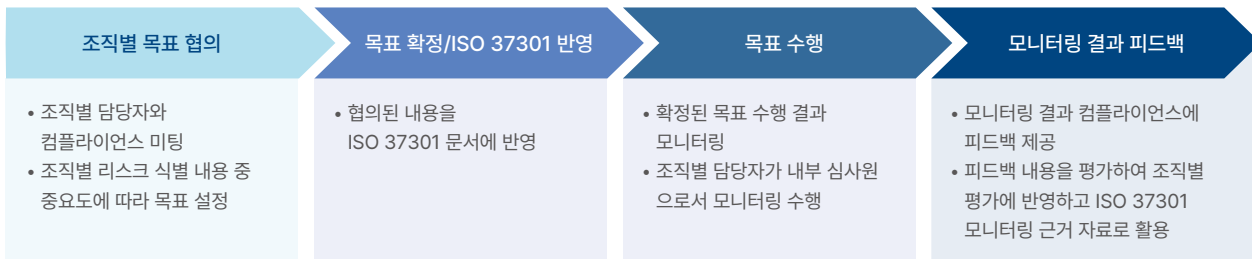 조직별 목표 협의
• 조직별 담당자와
컴플라이언스 미팅
• 조직별 리스크 식별 내용 중
중요도에 따라 목표 설정
목표 확정/ISO 37301 반영
• 협의된 내용을
ISO 37301 문서에 반영
목표 수행
• 확정된 목표 수행 결과
모니터링
• 조직별 담당자가 내부 심사원
으로서 모니터링 수행
모니터링 결과 피드백
• 모니터링 결과 컴플라이언스에
피드백 제공
• 피드백 내용을 평가하여 조직별
평가에 반영하고 ISO 37301
모니터링 근거 자료로 활용